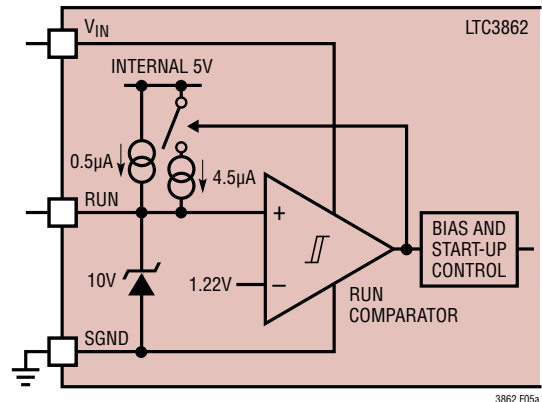 VIN
LTC3862
INTERNAL 5V
0.5µA
4.5µA
RUN
+
10V
1.22V
–
BIAS AND
START-UP
CONTROL
RUN
COMPARATOR
SGND
3862 F05a